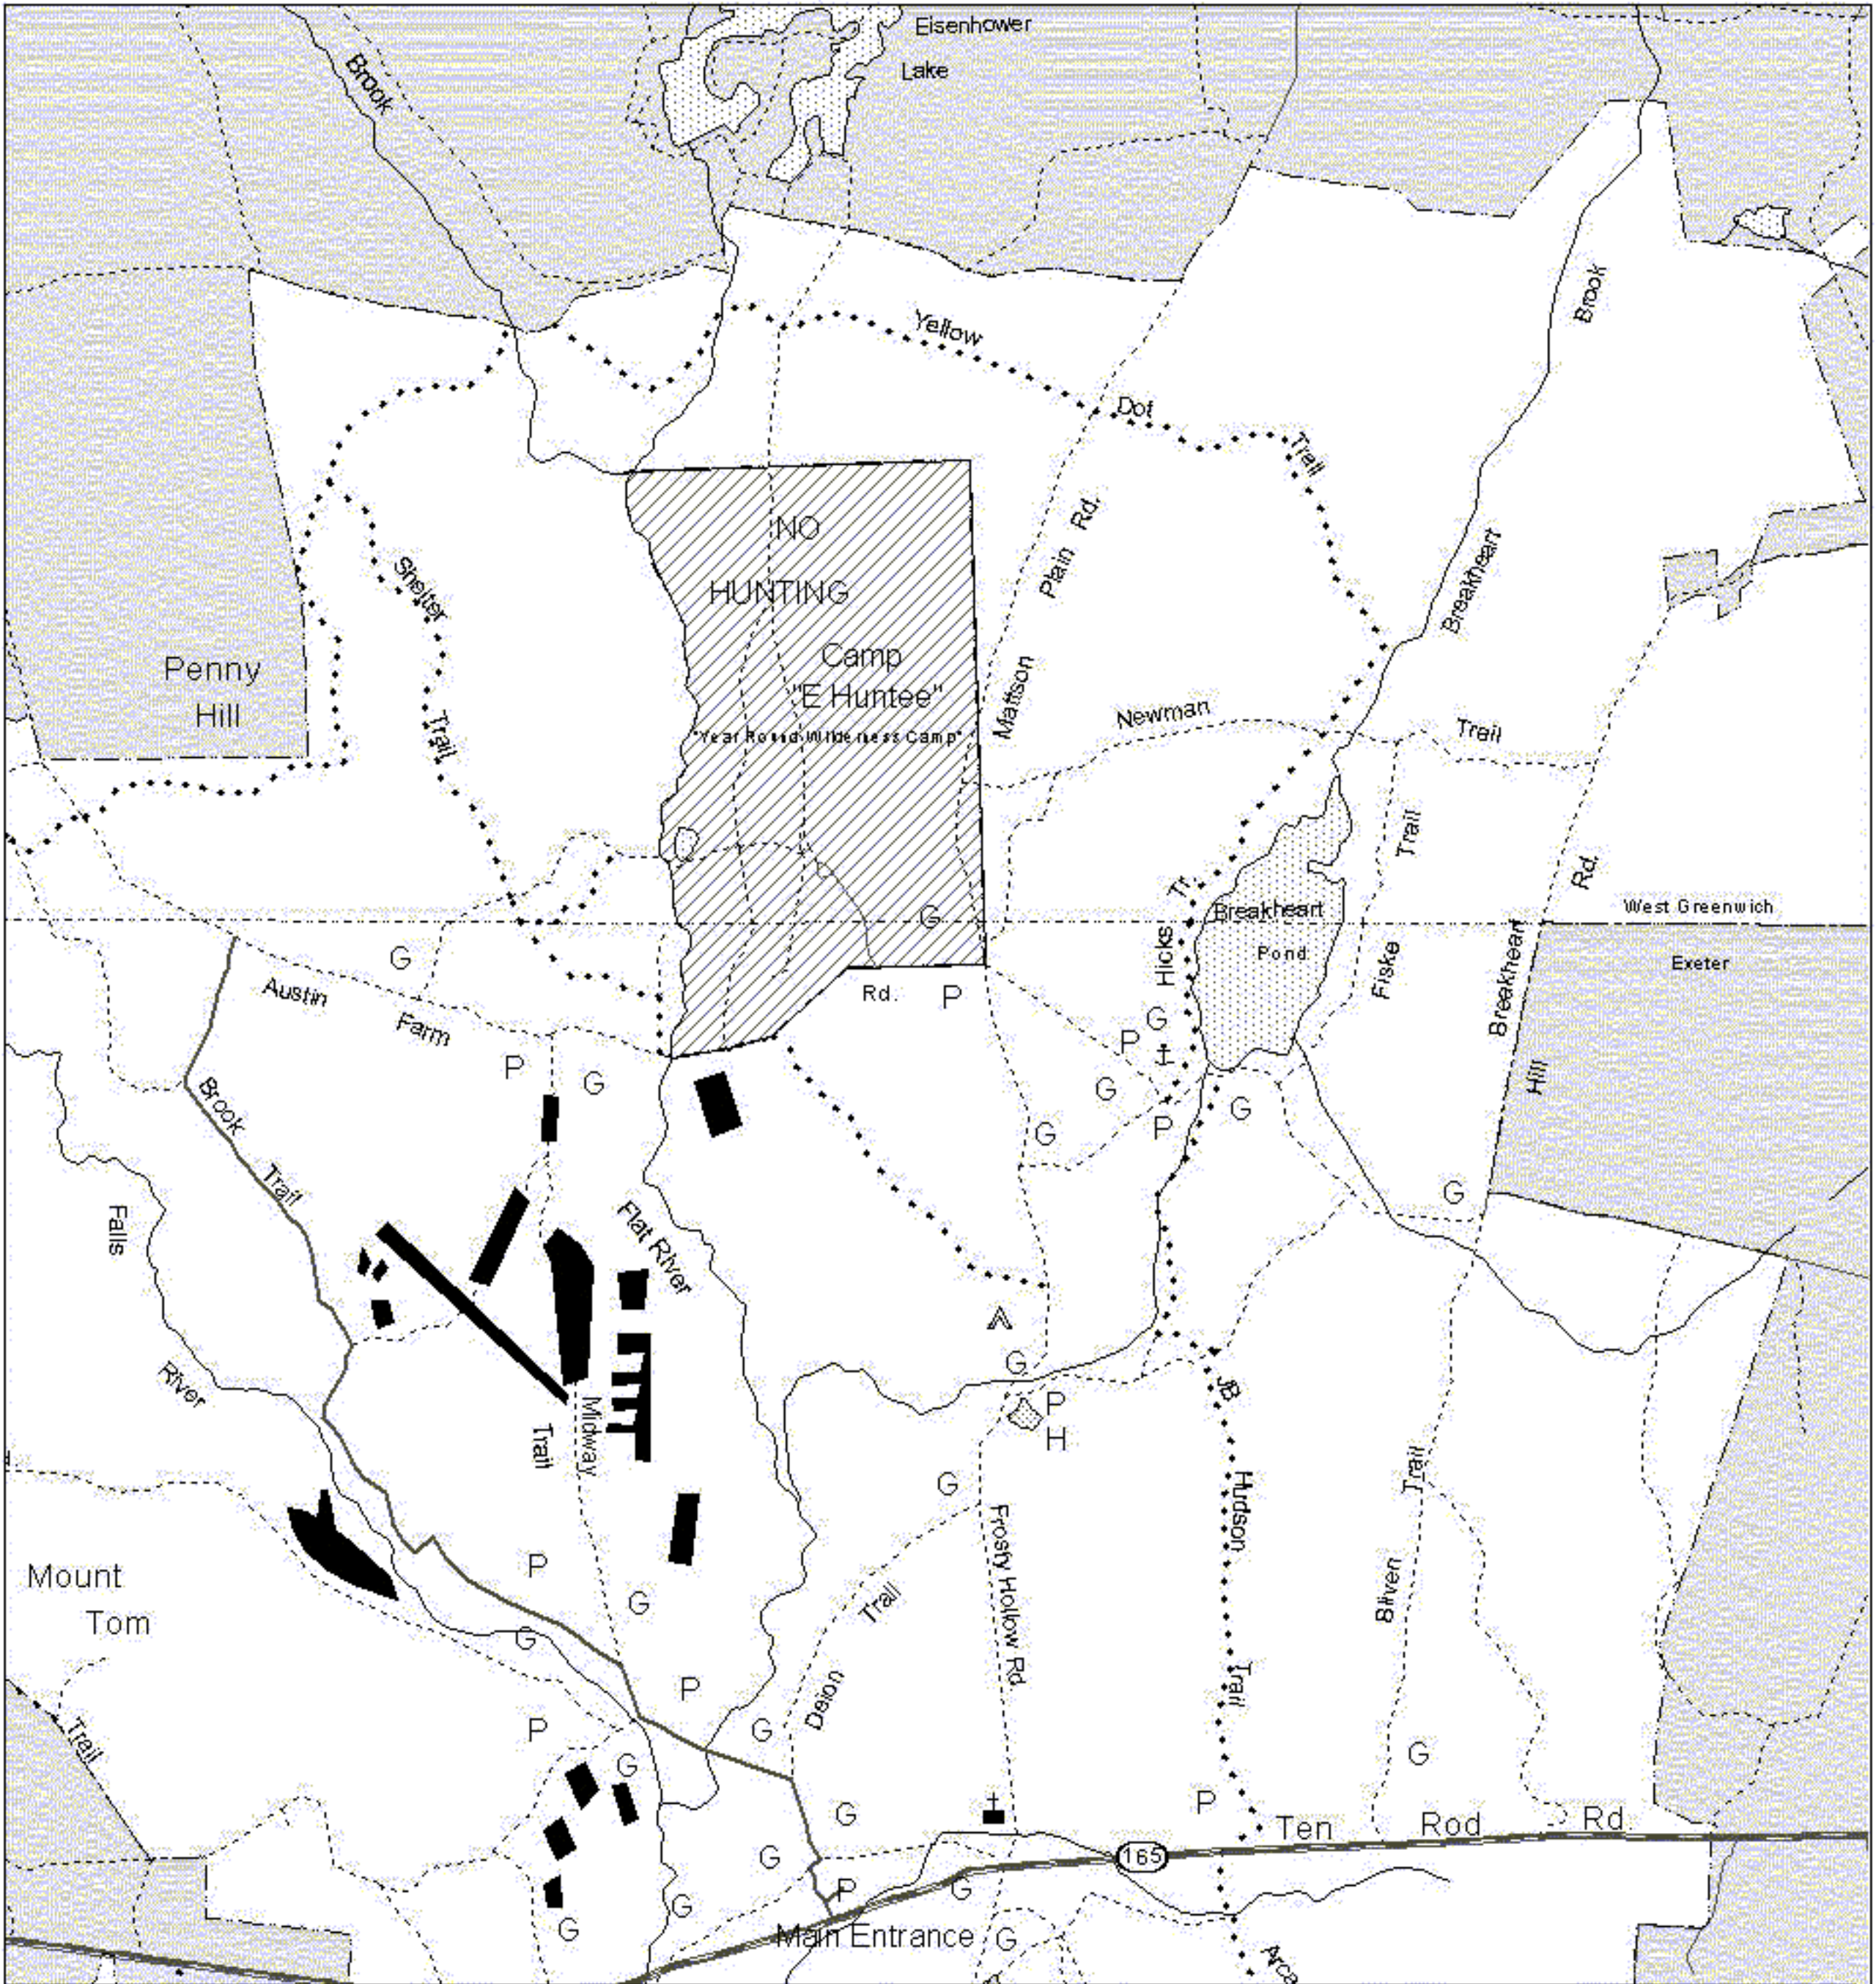 Eisenhower
Lake
Brook
Brook
Yellow
Dot
Trail
NO
HUNTING
Plain Rd.
Shelter
Breakheart
Penny
Hill
Camp
"E Huntee"
"Year Round Wilderness Camp"
Mattson
Newman
Trail
Trail
Trail
Rd.
Tr.
Breakheart
Pond
West Greenwich
Exeter
Hicks
Fiske
Breakheart
Hill
G
G
Austin
Farm
Rd.
P
G
P
P
G
G
G
P
G
Brook
Trail
Falls
River
Flat River
G
G
P
H
JB
Hudson
Trail
Midway
Trail
G
Frosty Hollow Rd
Trail
Bliven
Mount
Tom
P
G
G
Trail
Deion
P
P
G
G
Trail
G
P
G
Ten Rod Rd
165
G
P
G
G
G
Main Entrance
G
Arca